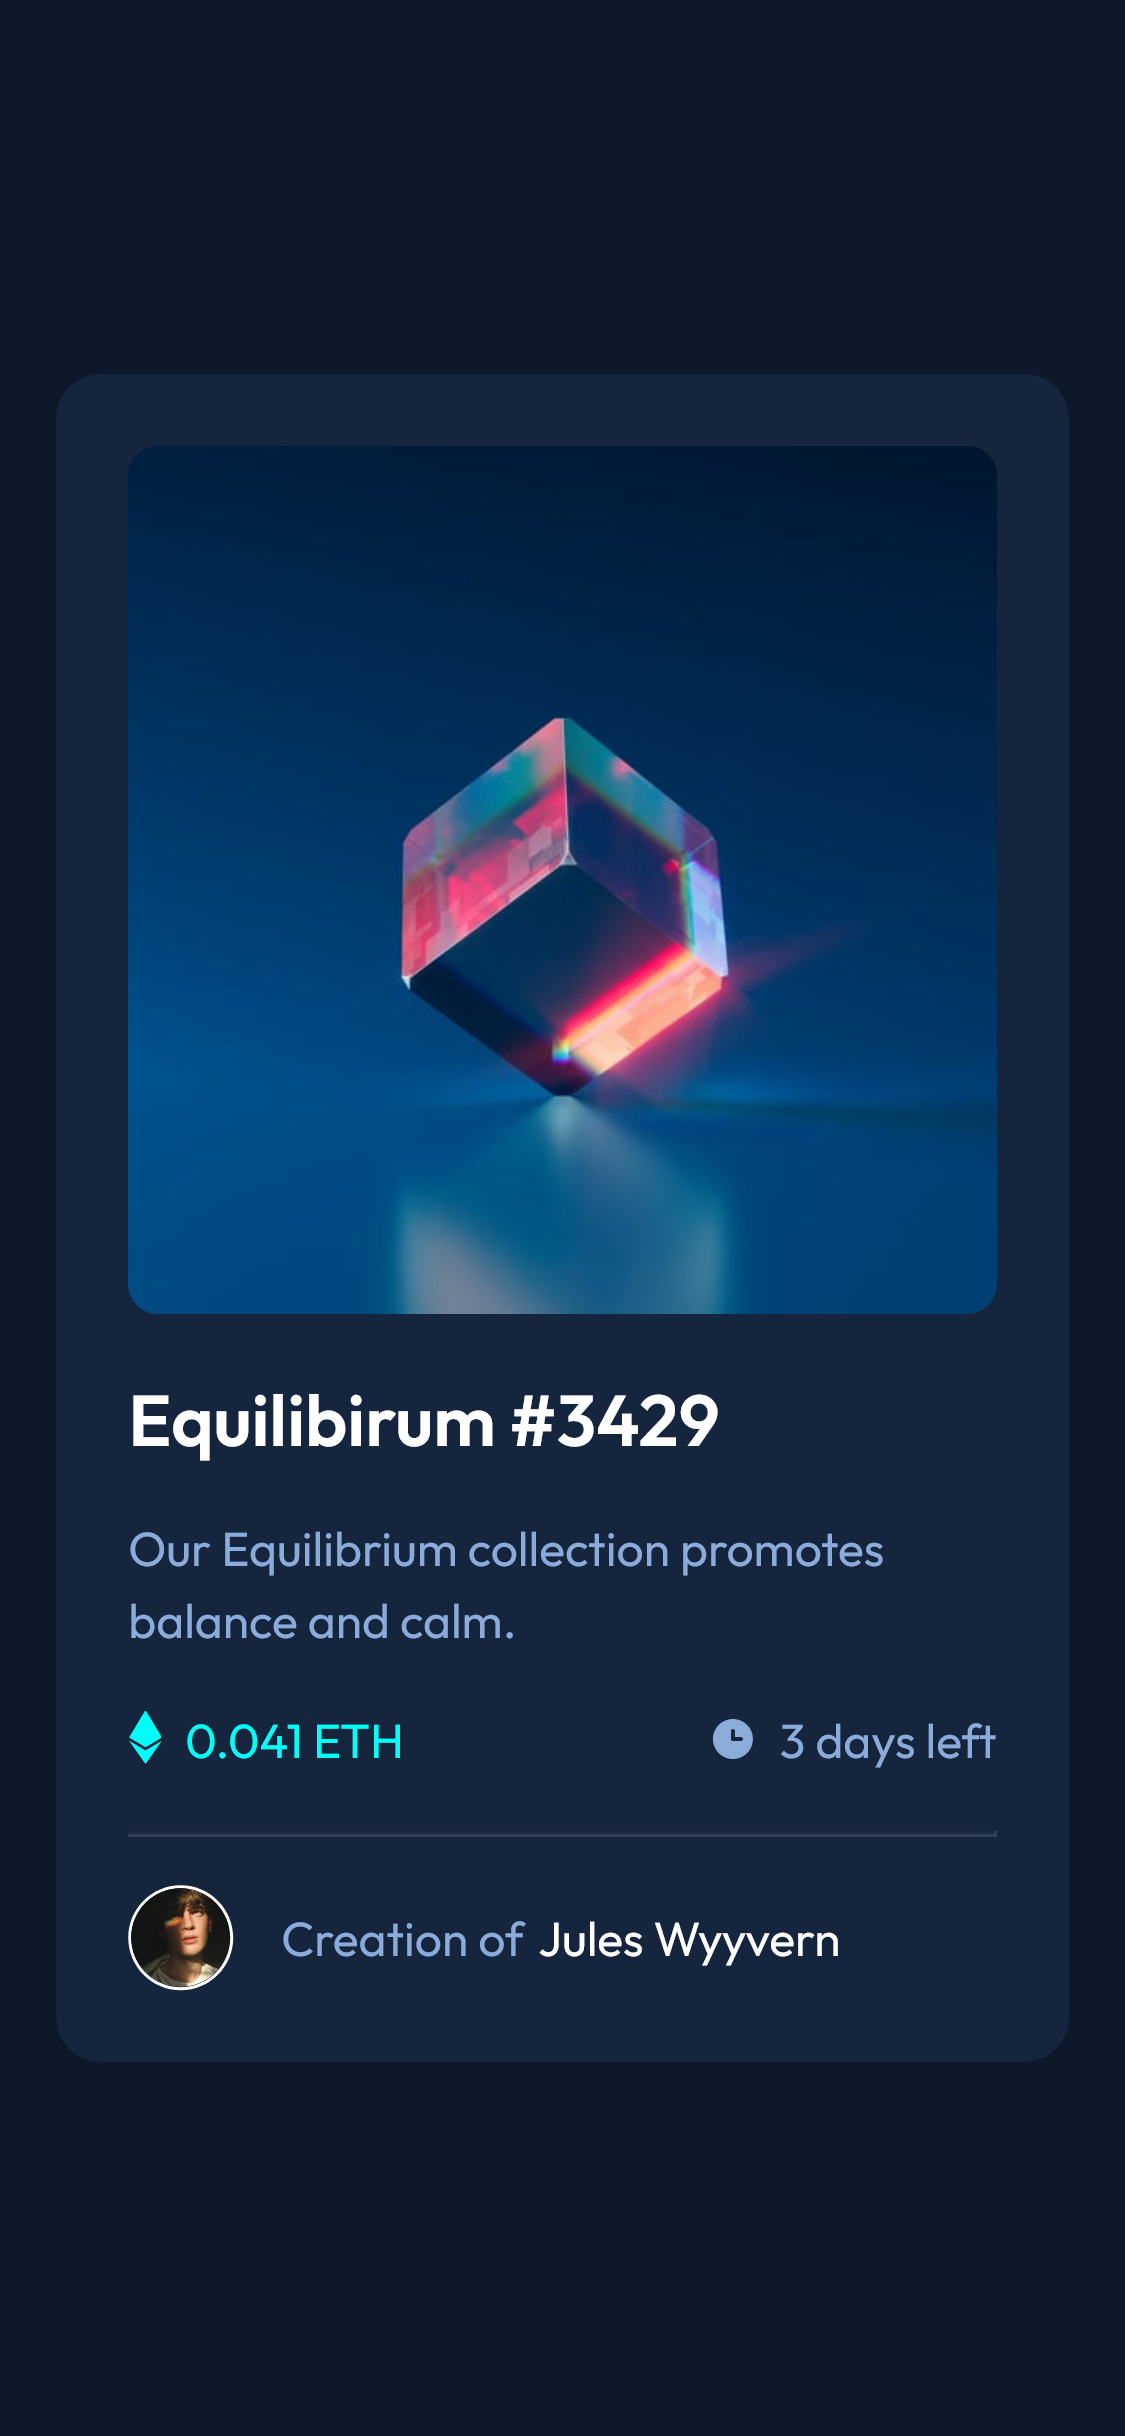 Equilibirum #3429
Our Equilibrium collection promotes
balance and calm.
0.041 ETH
3 days left
Creation of Jules Wyyvern